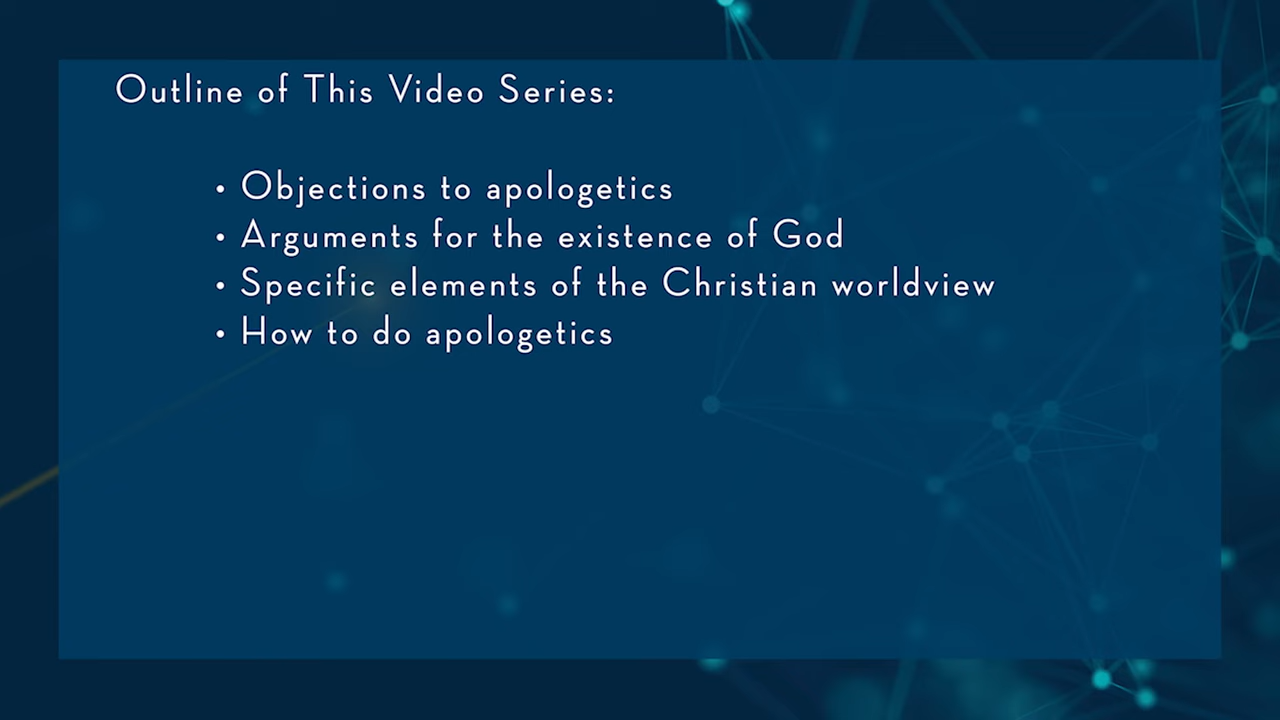 Outline of This Video Series:
• Objections to apologetics
• Arguments for the existence of God
• Specific elements of the Christian worldview
• How to do apologetics